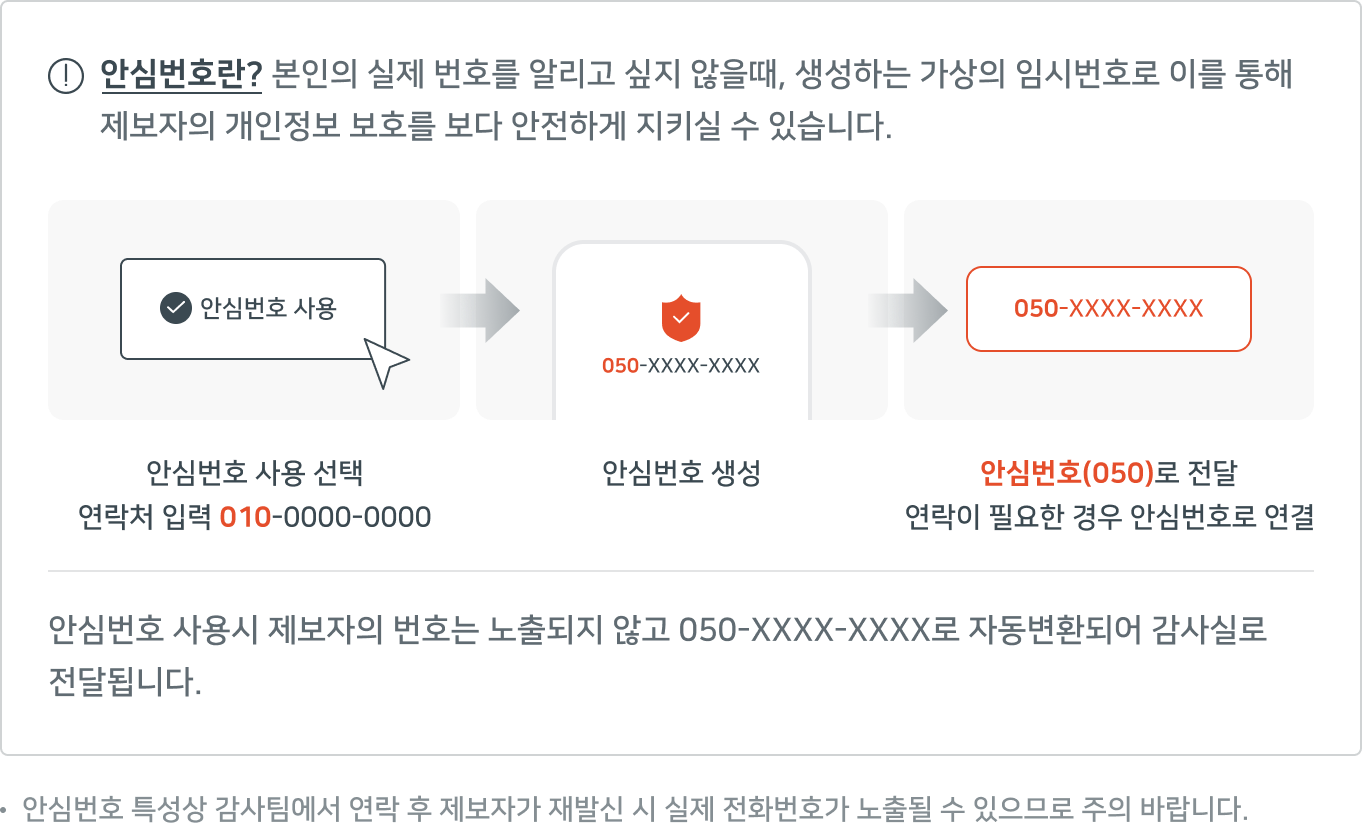 안심번호란? 본인의 실제 번호를 알리고 싶지 않을때, 생성하는 가상의 임시번호로 이를 통해
제보자의 개인정보 보호를 보다 안전하게 지키실 수 있습니다.
안심번호 사용
050-XXXX-XXXX
050-XXXX-XXXX
안심번호 사용 선택
연락처 입력 010-0000-0000
안심번호 생성
안심번호(050)로 전달
연락이 필요한 경우 안심번호로 연결
안심번호 사용시 제보자의 번호는 노출되지 않고 050-XXXX-XXXX로 자동변환되어 감사실로
전달됩니다.
• 안심번호 특성상 감사팀에서 연락 후 제보자가 재발신 시 실제 전화번호가 노출될 수 있으므로 주의 바랍니다.